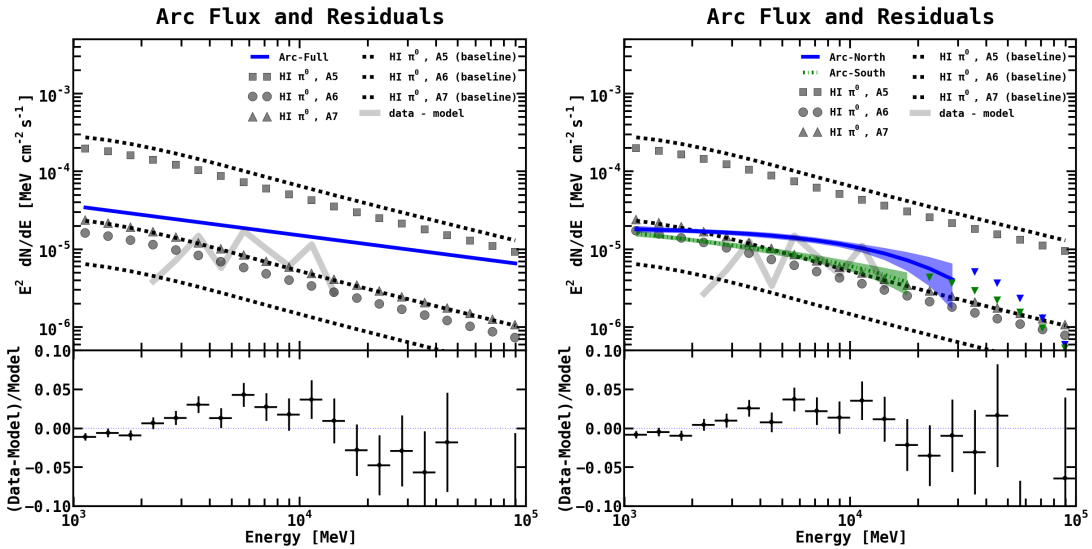 Arc Flux and Residuals
Arc-Full
HI π⁰ , A5
HI π⁰ , A6
HI π⁰ , A7
HI π⁰ , A5 (baseline)
HI π⁰ , A6 (baseline)
HI π⁰ , A7 (baseline)
data - model
E² dN/dE [MeV cm⁻² s⁻¹ ]
10⁻³
10⁻⁴
10⁻⁵
10⁻⁶
(Data-Model)/Model
0.10
0.05
0.00
−0.05
−0.10
10³
10⁴
10⁵
Energy [MeV]
Arc Flux and Residuals
Arc-North
Arc-South
HI π⁰ , A5
HI π⁰ , A6
HI π⁰ , A7
HI π⁰ , A5 (baseline)
HI π⁰ , A6 (baseline)
HI π⁰ , A7 (baseline)
data - model
E² dN/dE [MeV cm⁻² s⁻¹ ]
10⁻³
10⁻⁴
10⁻⁵
10⁻⁶
(Data-Model)/Model
0.10
0.05
0.00
−0.05
−0.10
10³
10⁴
10⁵
Energy [MeV]